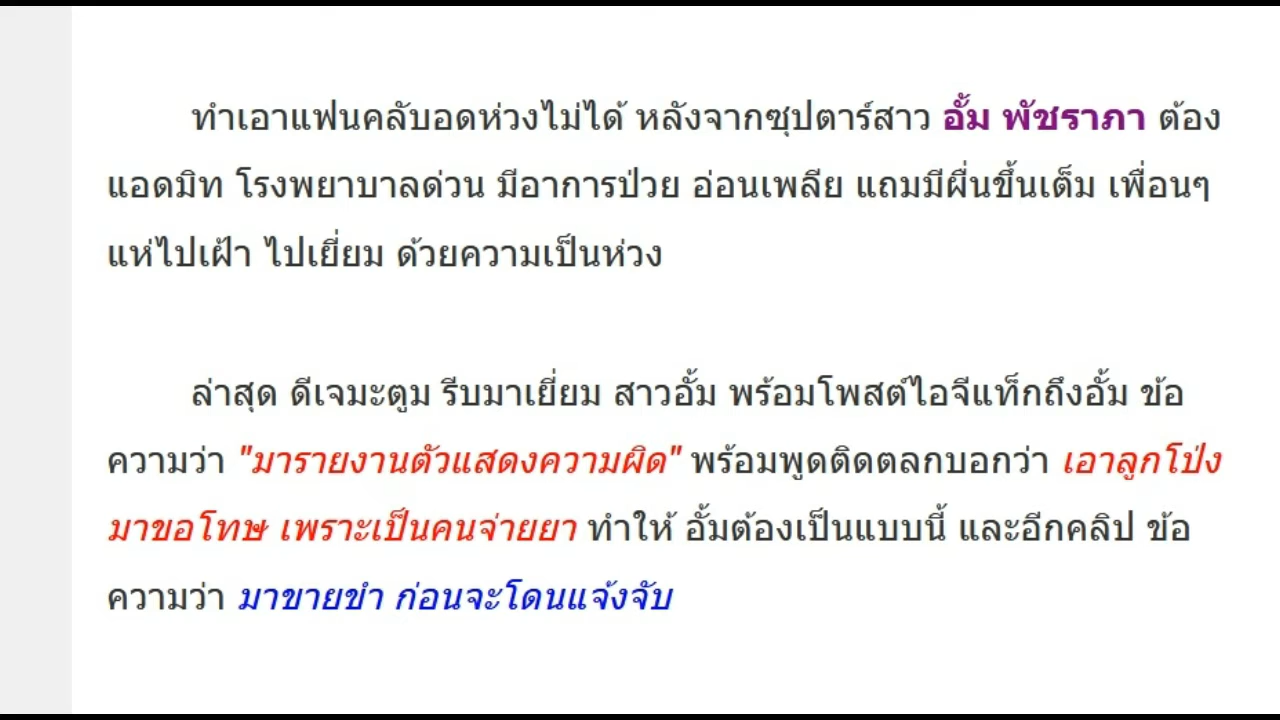 ทำเอาแฟนคลับอดห่วงไม่ได้ หลังจากซุปตาร์สาว อั้ม พัชราภา ต้อง
แอดมิท โรงพยาบาลด่วน มีอาการป่วย อ่อนเพลีย แถมมีผื่นขึ้นเต็ม เพื่อนๆ
แห่ไปเฝ้า ไปเยี่ยม ด้วยความเป็นห่วง
ล่าสุด ดีเจมะตูม รีบมาเยี่ยม สาวอั้ม พร้อมโพสต์ไอจีแท็กถึงอั้ม ข้อ
ความว่า "มารายงานตัวแสดงความผิด" พร้อมพูดติดตลกบอกว่า เอาลูกโป่ง
มาขอโทษ เพราะเป็นคนจ่ายยา ทำให้ อั้มต้องเป็นแบบนี้ และอีกคลิป ข้อ
ความว่า มาขายขำ ก่อนจะโดนแจ้งจับ